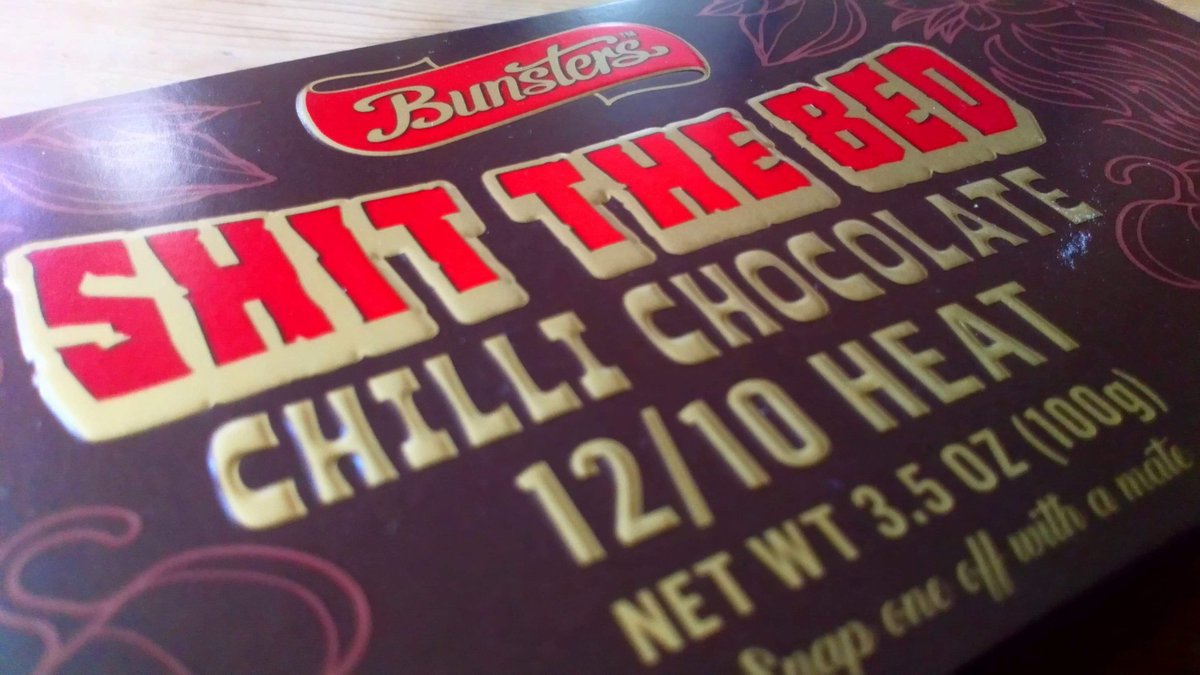 Bunsters™
SHIT THE BED
CHILLI CHOCOLATE
12/10 HEAT
NET WT 3.5 OZ (100g)
Snap one off with a mate